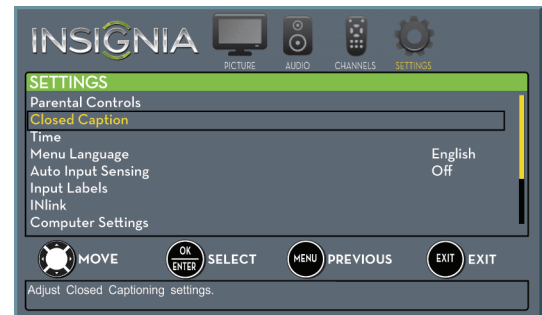 INSIGNIA
PICTURE
AUDIO
CHANNELS
SETTINGS
SETTINGS
Parental Controls
Closed Caption
Time
Menu Language English
Auto Input Sensing Off
Input Labels
INlink
Computer Settings
MOVE
OK
ENTER
SELECT
MENU
PREVIOUS
EXIT
EXIT
Adjust Closed Captioning settings.